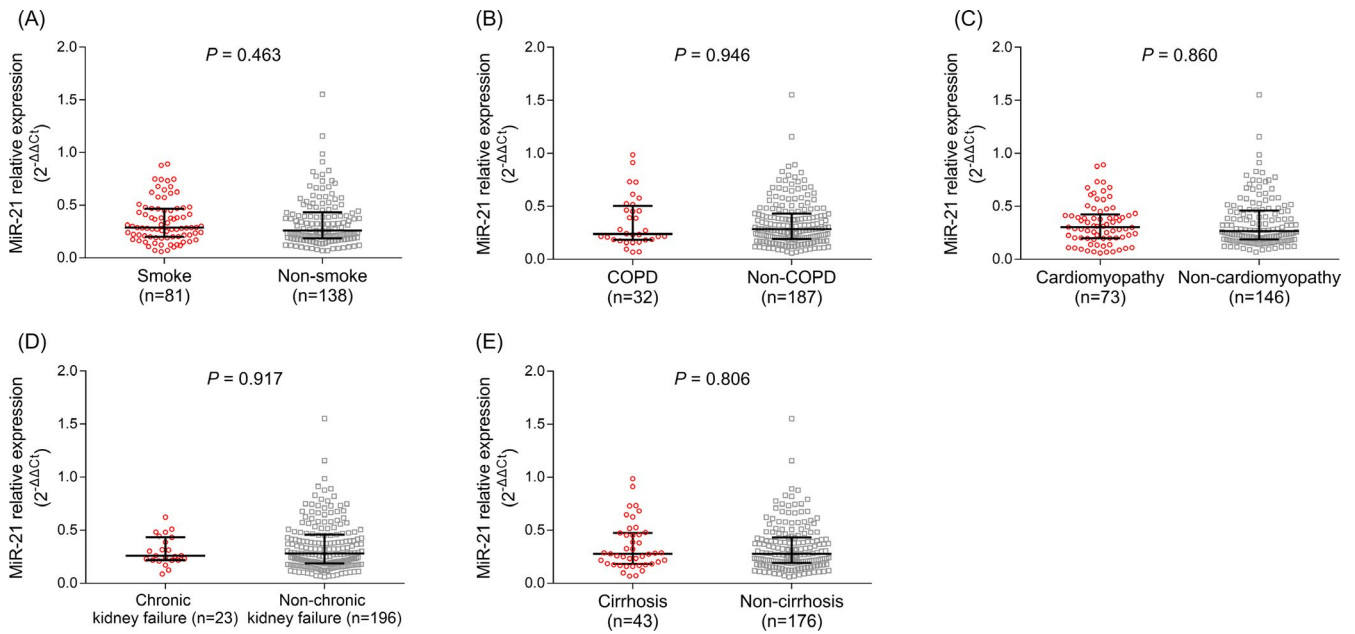 (A)
P = 0.463
MiR-21 relative expression
(2-ΔΔCt)
2.0
1.5
1.0
0.5
0.0
Smoke
(n=81)
Non-smoke
(n=138)
(B)
P = 0.946
MiR-21 relative expression
(2-ΔΔCt)
2.0
1.5
1.0
0.5
0.0
COPD
(n=32)
Non-COPD
(n=187)
(C)
P = 0.860
MiR-21 relative expression
(2-ΔΔCt)
2.0
1.5
1.0
0.5
0.0
Cardiomyopathy
(n=73)
Non-cardiomyopathy
(n=146)
(D)
P = 0.917
MiR-21 relative expression
(2-ΔΔCt)
2.0
1.5
1.0
0.5
0.0
Chronic
kidney failure (n=23)
Non-chronic
kidney failure (n=196)
(E)
P = 0.806
MiR-21 relative expression
(2-ΔΔCt)
2.0
1.5
1.0
0.5
0.0
Cirrhosis
(n=43)
Non-cirrhosis
(n=176)